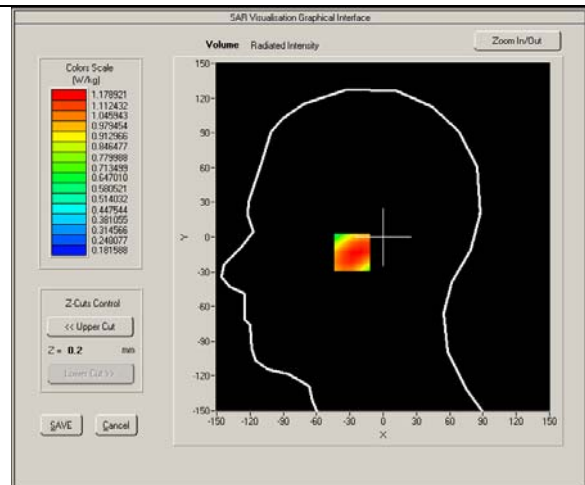 SAR Visualisation Graphical Interface
Volume Radiated Intensity
Zoom In/Out
Colors Scale
(W/kg)
1.178921
1.112432
1.045943
0.979454
0.912966
0.846477
0.779988
0.713499
0.647010
0.580521
0.514032
0.447544
0.381055
0.314566
0.248077
0.181588
Z-Cuts Control
<< Upper Cut
Z = 0.2 mm
Lower Cut >>
SAVE Cancel
150
120
90
60
30
0
-30
-60
-90
-120
-150
Y
-150 -120 -90 -60 -30 0 30 60 90 120 150
X